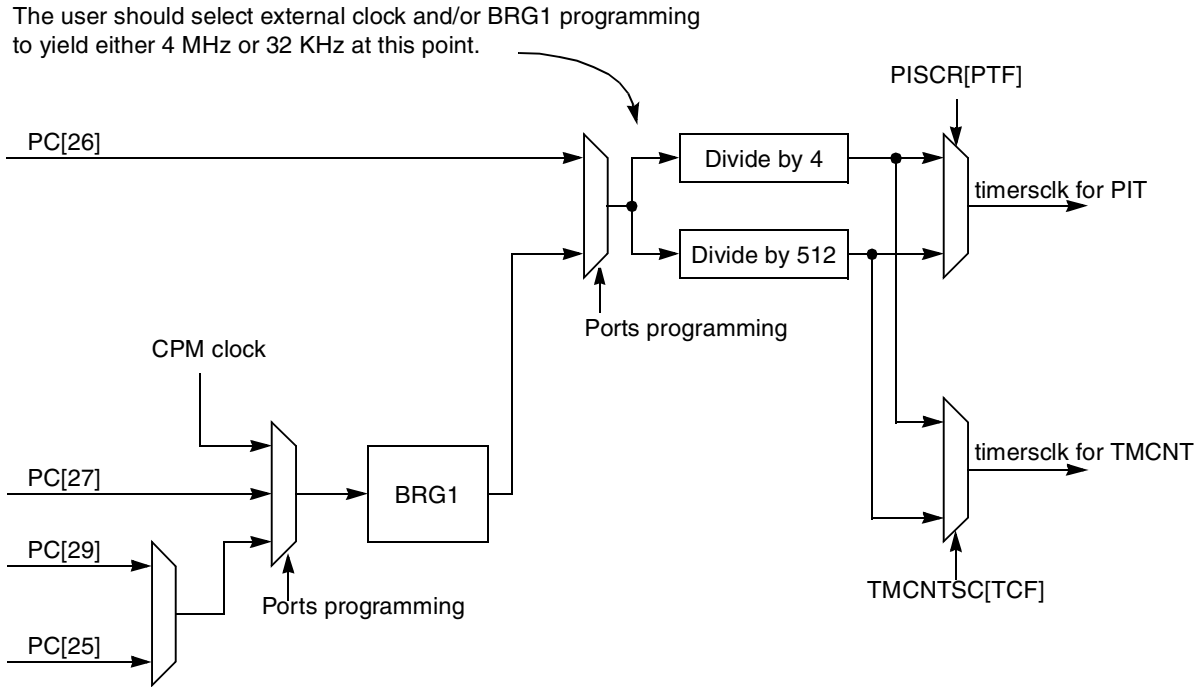 The user should select external clock and/or BRG1 programming
to yield either 4 MHz or 32 KHz at this point.
PISCR[PTF]
PC[26]
Divide by 4
timersclk for PIT
Divide by 512
Ports programming
CPM clock
timersclk for TMCNT
PC[27]
BRG1
PC[29]
TMCNTSC[TCF]
Ports programming
PC[25]